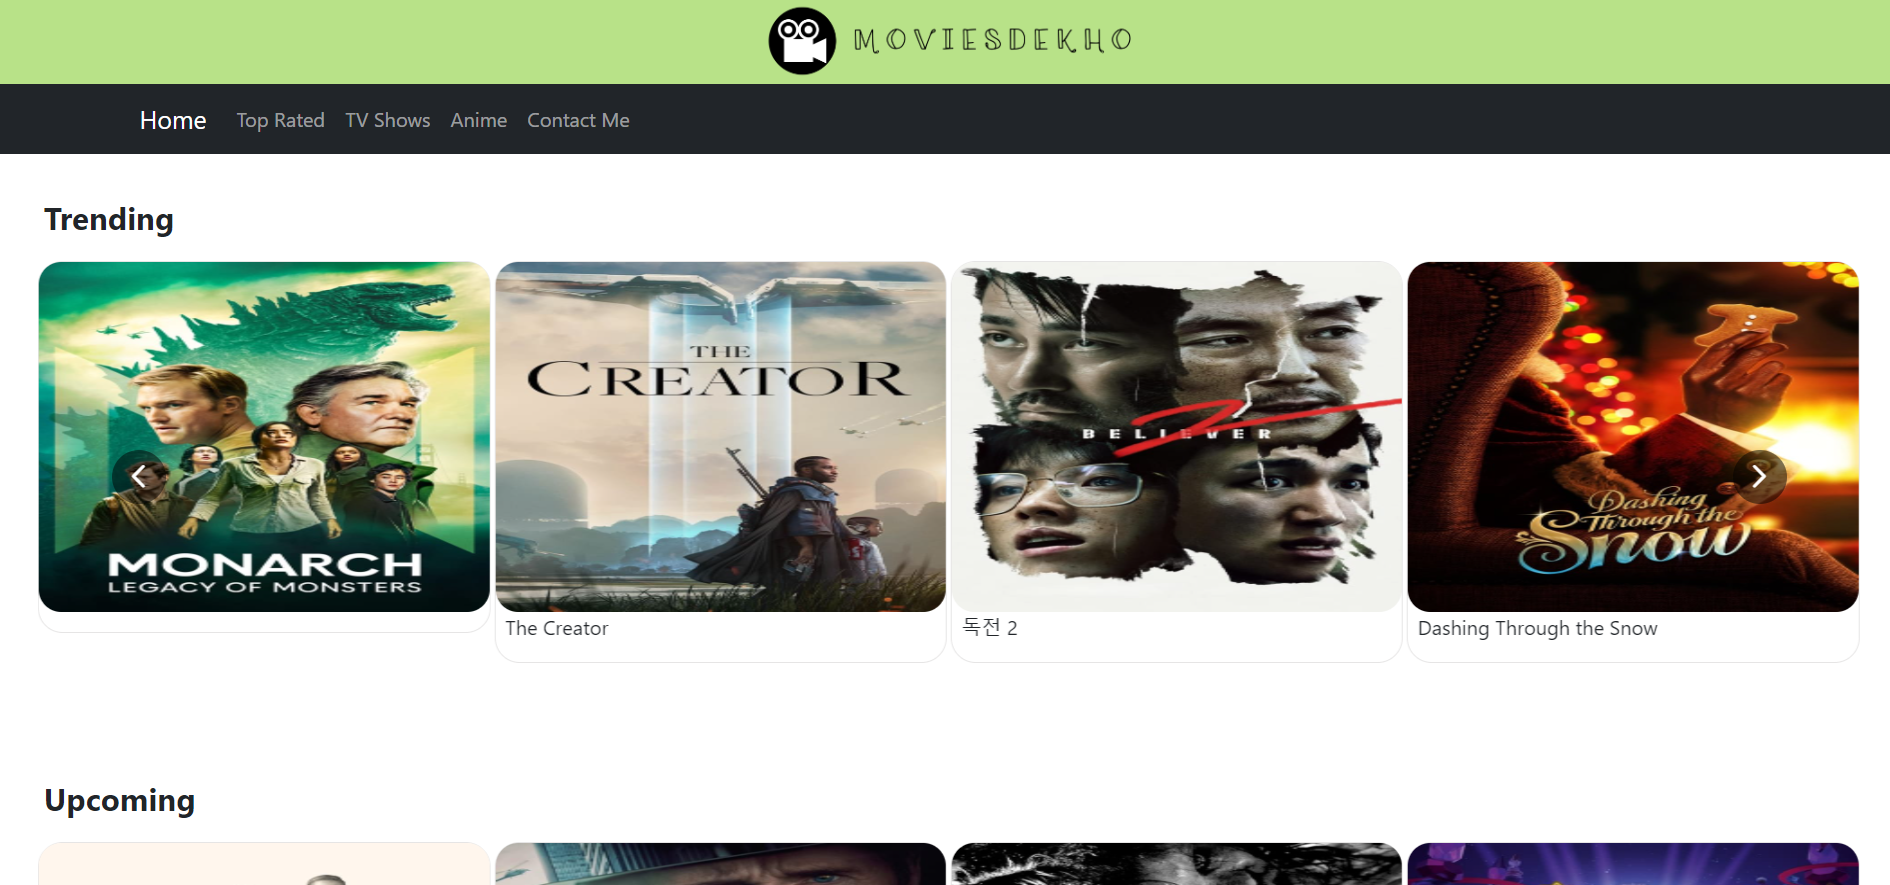 MOVIESDEKHO
Home Top Rated TV Shows Anime Contact Me
Trending
MONARCH
LEGACY OF MONSTERS
THE
CREATOR
The Creator
BELIEVER
2
독전 2
Dashing
Through the
Snow
Dashing Through the Snow
Upcoming